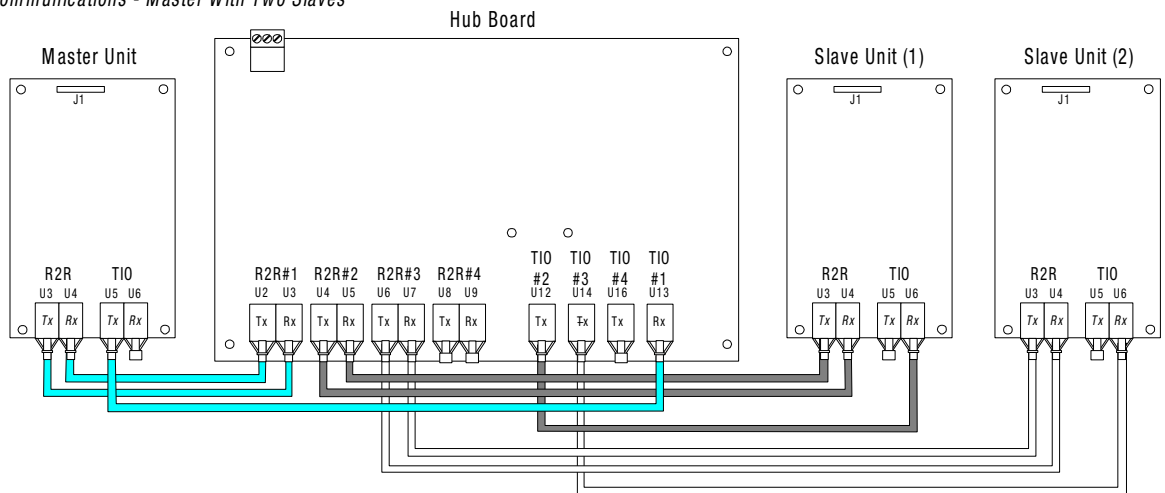 ommunications - Master With Two Slaves
Hub Board
Master Unit
Slave Unit (1)
Slave Unit (2)
J1
J1
J1
R2R
TIO
U3 U4 U5 U6
Tx Rx Tx Rx
R2R#1 R2R#2 R2R#3 R2R#4
U2 U3 U4 U5 U6 U7 U8 U9
Tx Rx Tx Rx Tx Rx Tx Rx
TIO #2
TIO #3
TIO #4
TIO #1
U12 U14 U16 U13
Tx Tx Tx Rx
R2R
TIO
U3 U4 U5 U6
Tx Rx Tx Rx
R2R
TIO
U3 U4 U5 U6
Tx Rx Tx Rx